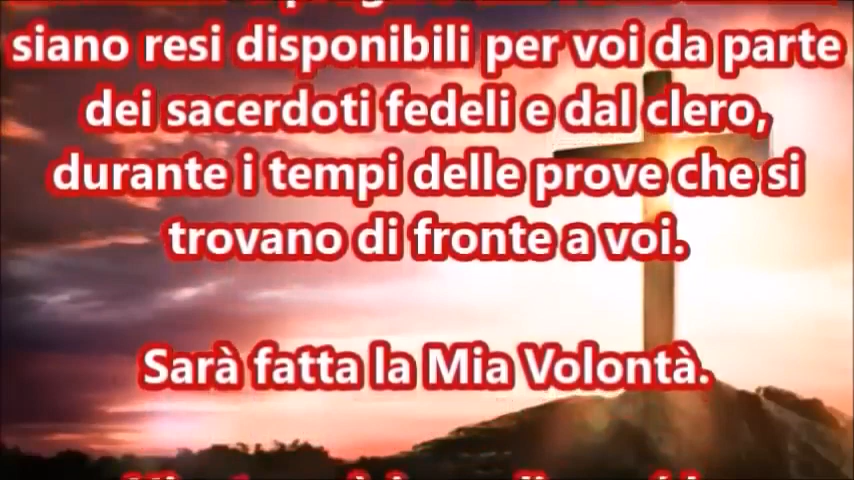 siano resi disponibili per voi da parte
dei sacerdoti fedeli e dal clero,
durante i tempi delle prove che si
trovano di fronte a voi.
Sarà fatta la Mia Volontà.